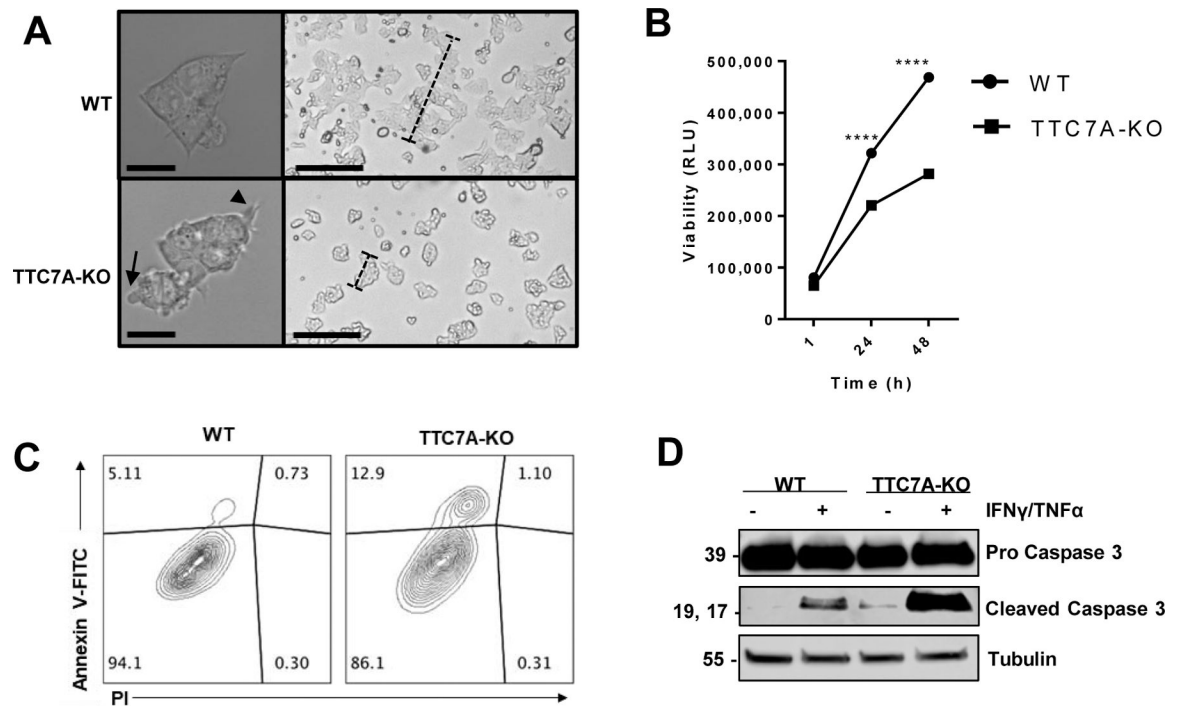 A
WT
TTC7A-KO
B
500,000
400,000
300,000
200,000
100,000
0
Viability (RLU)
****
****
1
24
48
Time (h)
WT
TTC7A-KO
C
WT
TTC7A-KO
5.11
0.73
94.1
0.30
12.9
1.10
86.1
0.31
Annexin V-FITC
PI
D
WT
TTC7A-KO
- + - + IFNγ/TNFα
39 - Pro Caspase 3
19, 17 - Cleaved Caspase 3
55 - Tubulin